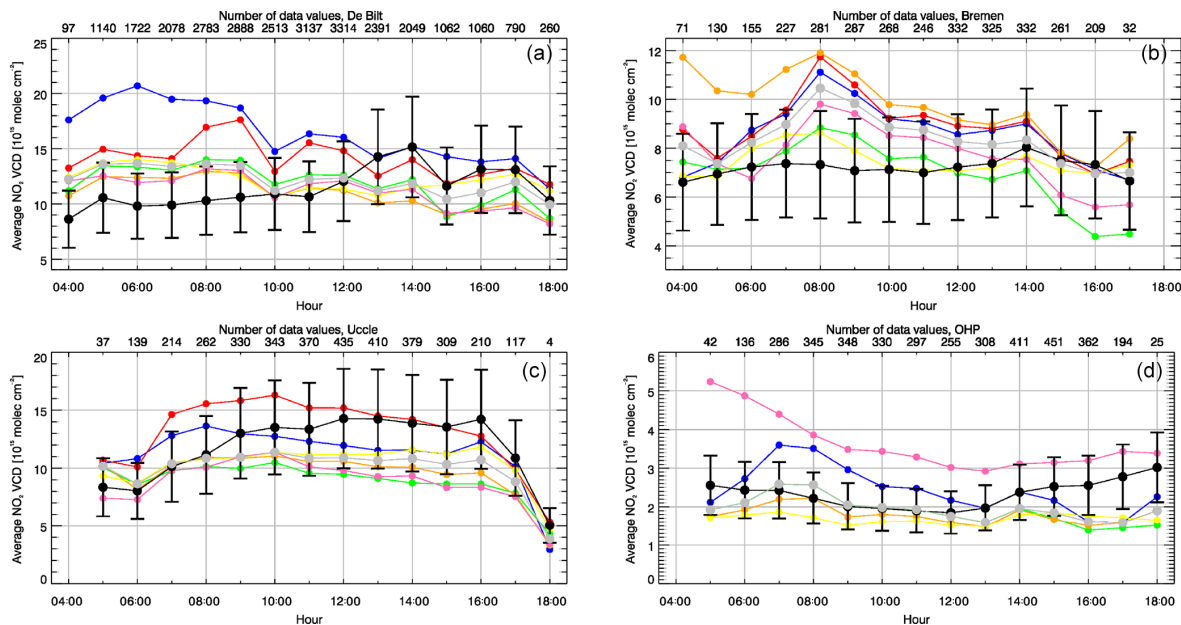 Number of data values, De Bilt
97 1140 1722 2078 2783 2888 2513 3137 3314 2391 2049 1062 1060 790 260
(a)
25
20
15
10
5
Average NO₂ VCD [10¹⁵ molec cm⁻²]
04:00 06:00 08:00 10:00 12:00 14:00 16:00 18:00
Hour
Number of data values, Bremen
71 130 155 227 281 287 268 246 332 325 332 261 209 32
(b)
12
10
8
6
4
Average NO₂ VCD [10¹⁵ molec cm⁻²]
04:00 06:00 08:00 10:00 12:00 14:00 16:00 18:00
Hour
Number of data values, Uccle
37 139 214 262 330 343 370 435 410 379 309 210 117 4
(c)
20
15
10
5
0
Average NO₂ VCD [10¹⁵ molec cm⁻²]
04:00 06:00 08:00 10:00 12:00 14:00 16:00 18:00
Hour
Number of data values, OHP
42 136 286 345 348 330 297 255 308 411 451 362 194 25
(d)
6
5
4
3
2
1
0
Average NO₂ VCD [10¹⁵ molec cm⁻²]
04:00 06:00 08:00 10:00 12:00 14:00 16:00 18:00
Hour